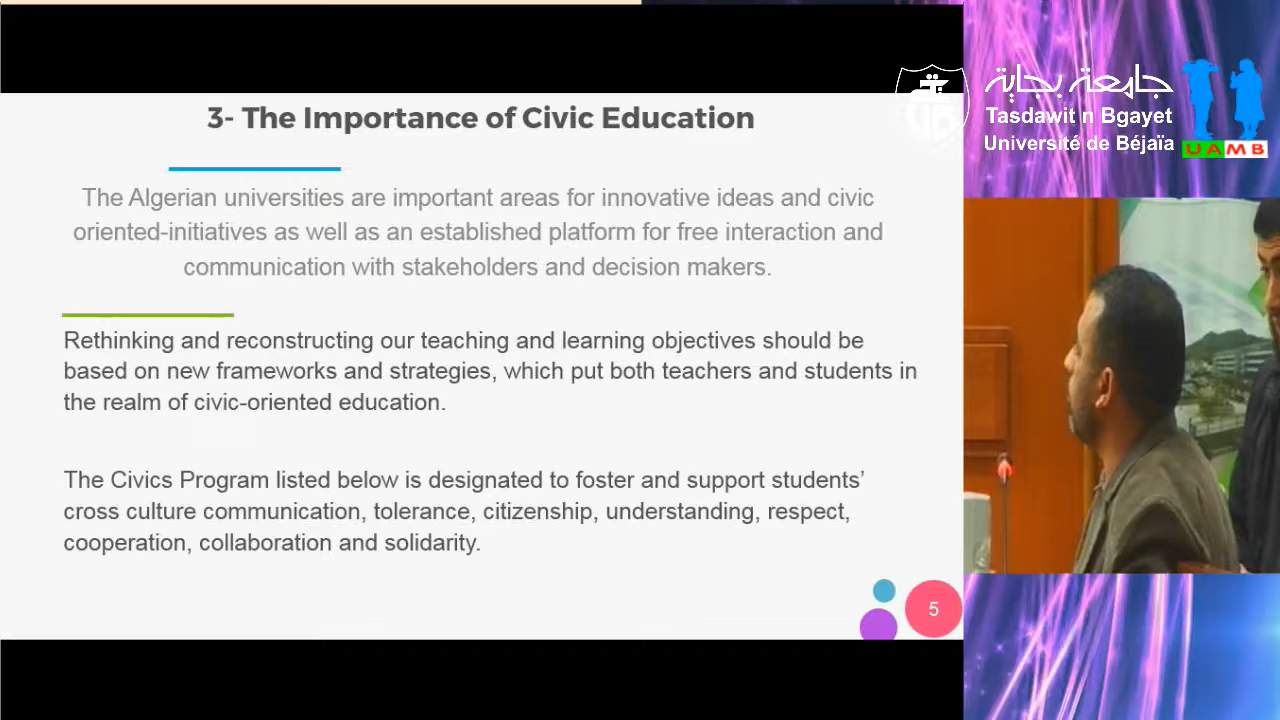 3- The Importance of Civic Education
The Algerian universities are important areas for innovative ideas and civic
oriented-initiatives as well as an established platform for free interaction and
communication with stakeholders and decision makers.
Rethinking and reconstructing our teaching and learning objectives should be
based on new frameworks and strategies, which put both teachers and students in
the realm of civic-oriented education.
The Civics Program listed below is designated to foster and support students’
cross culture communication, tolerance, citizenship, understanding, respect,
cooperation, collaboration and solidarity.
5
جامعة بجاية
Tasdawit n Bgayet
Université de Béjaïa
UAMB